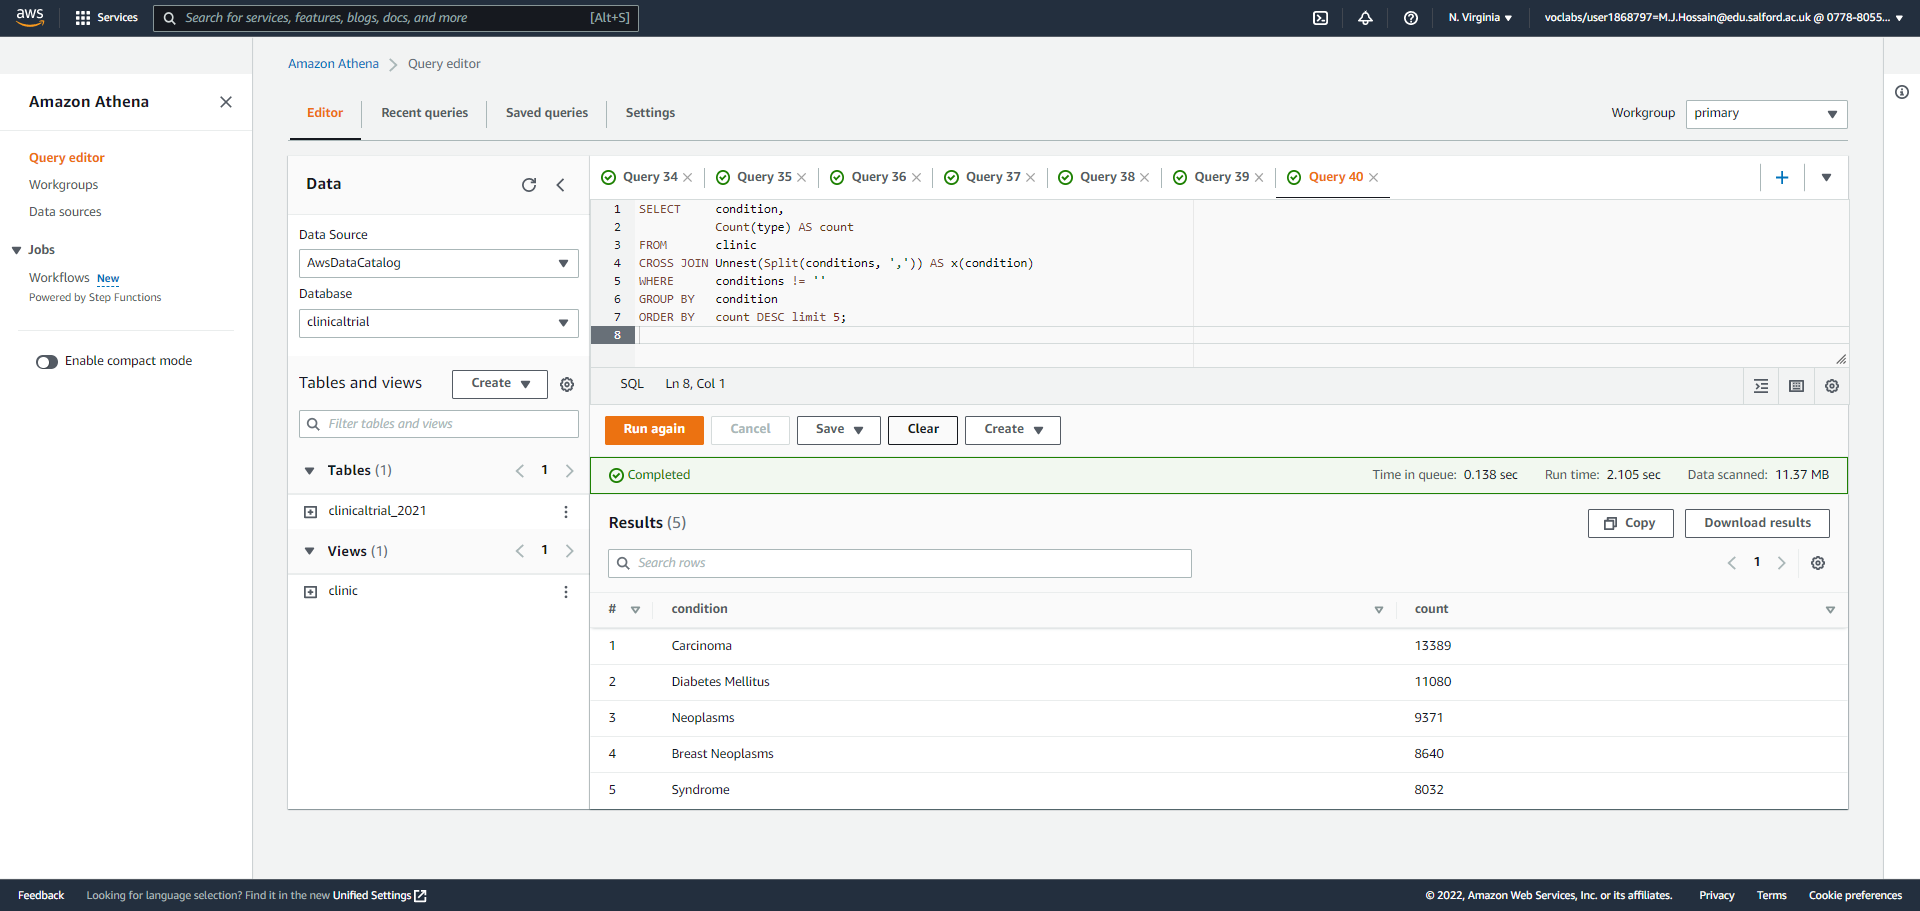 aws
Services
Search for services, features, blogs, docs, and more
[Alt+S]
N. Virginia
voclabs/user1868797=M.J.Hossain@edu.salford.ac.uk @ 0778-8055...
Amazon Athena
Query editor
Workgroups
Data sources
Jobs
Workflows New
Powered by Step Functions
Enable compact mode
Amazon Athena
Query editor
Editor
Recent queries
Saved queries
Settings
Workgroup
primary
Data
Data Source
AwsDataCatalog
Database
clinicaltrial
Tables and views
Create
Filter tables and views
Tables (1)
1
clinicaltrial_2021
Views (1)
1
clinic
Query 34
Query 35
Query 36
Query 37
Query 38
Query 39
Query 40
1 SELECT condition,
2 Count(type) AS count
3 FROM clinic
4 CROSS JOIN Unnest(Split(conditions, ',')) AS x(condition)
5 WHERE conditions != ''
6 GROUP BY condition
7 ORDER BY count DESC limit 5;
8
SQL Ln 8, Col 1
Run again
Cancel
Save
Clear
Create
Completed
Time in queue: 0.138 sec
Run time: 2.105 sec
Data scanned: 11.37 MB
Results (5)
Copy
Download results
Search rows
1
# condition count
1 Carcinoma 13389
2 Diabetes Mellitus 11080
3 Neoplasms 9371
4 Breast Neoplasms 8640
5 Syndrome 8032
Feedback
Looking for language selection? Find it in the new Unified Settings
© 2022, Amazon Web Services, Inc. or its affiliates.
Privacy
Terms
Cookie preferences